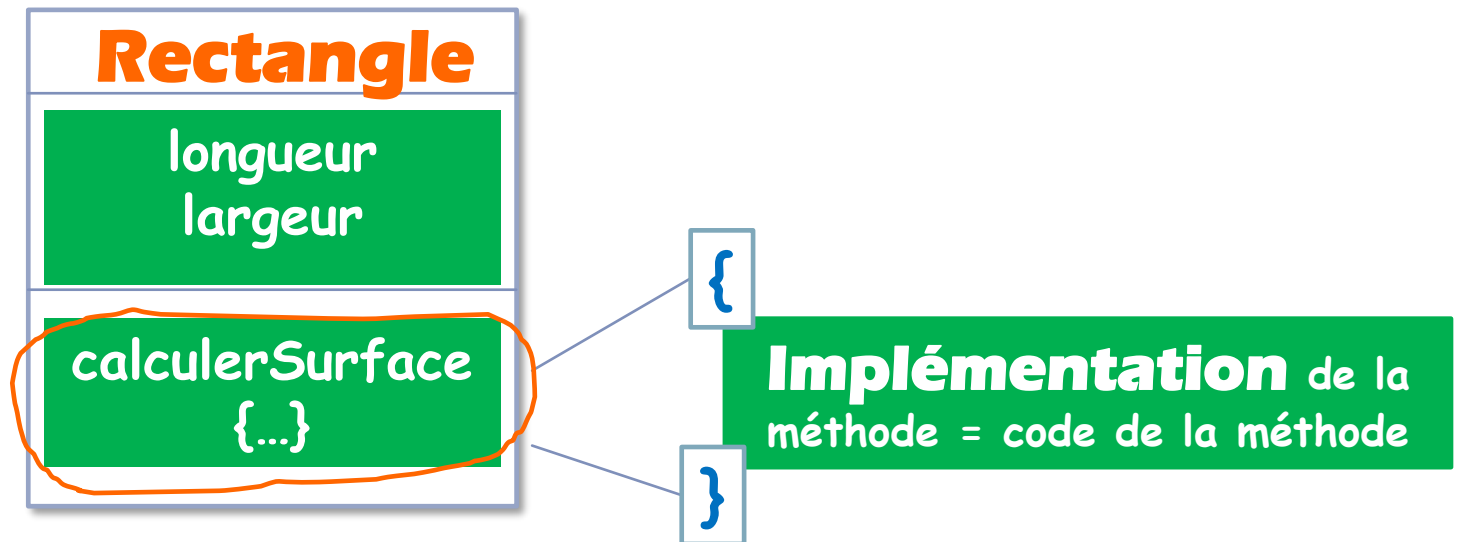 Rectangle
longueur
largeur
calculerSurface
{...}
{
Implémentation de la
méthode = code de la méthode
}